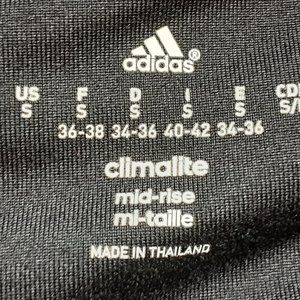 adidas®
US F D I E CDN
S S S S S S/
36-38 34-36 40-42 34-36
climalite
mid-rise
mi-taille
MADE IN THAILAND